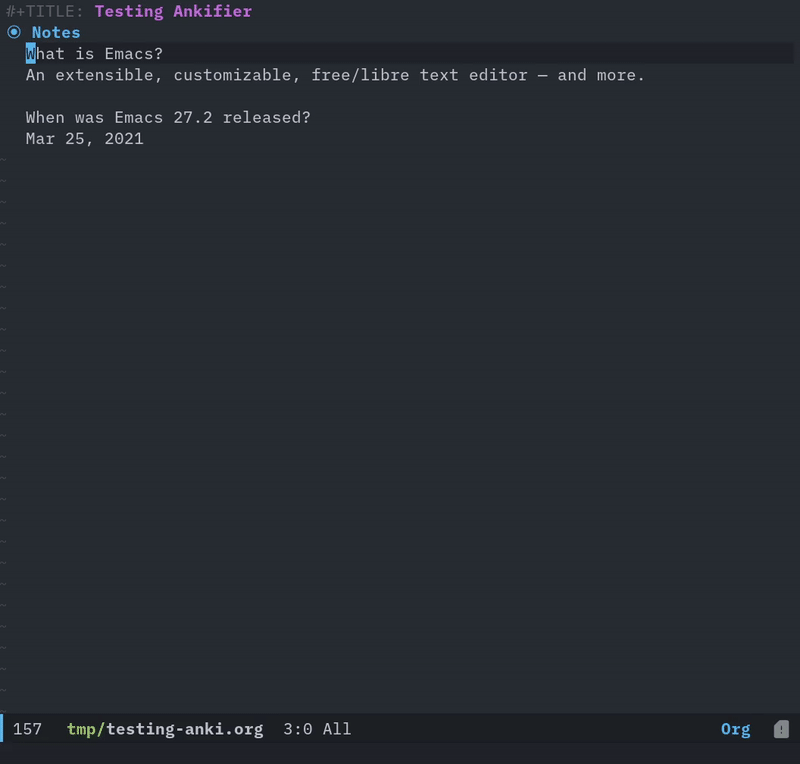 #+TITLE: Testing Ankifier
Notes
What is Emacs?
An extensible, customizable, free/libre text editor — and more.
When was Emacs 27.2 released?
Mar 25, 2021
157 tmp/testing-anki.org 3:0 All Org